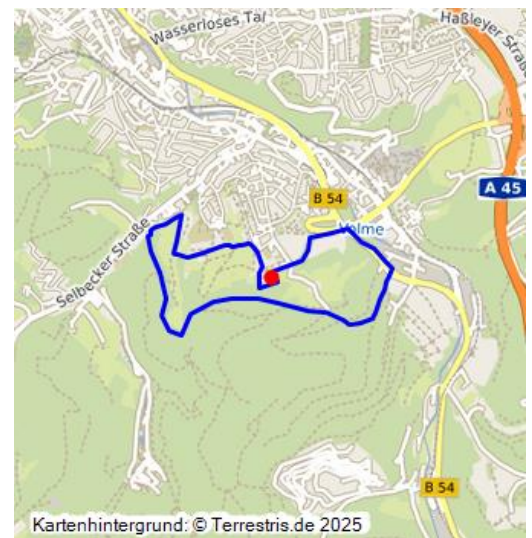 Wasserloses Tal
Haßleyer Straße
A 45
B 54
Volme
Selbecker Straße
B 54
Kartenhintergrund: © Terrestris.de 2025